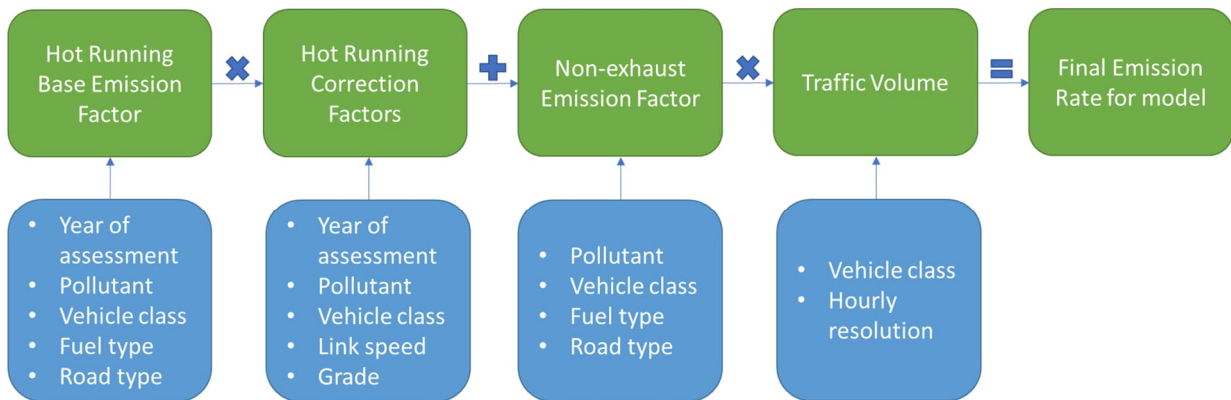 Hot Running
Base Emission
Factor
Hot Running
Correction
Factors
Non-exhaust
Emission Factor
Traffic Volume
Final Emission
Rate for model
• Year of
assessment
• Pollutant
• Vehicle class
• Fuel type
• Road type
• Year of
assessment
• Pollutant
• Vehicle class
• Link speed
• Grade
• Pollutant
• Vehicle class
• Fuel type
• Road type
• Vehicle class
• Hourly
resolution